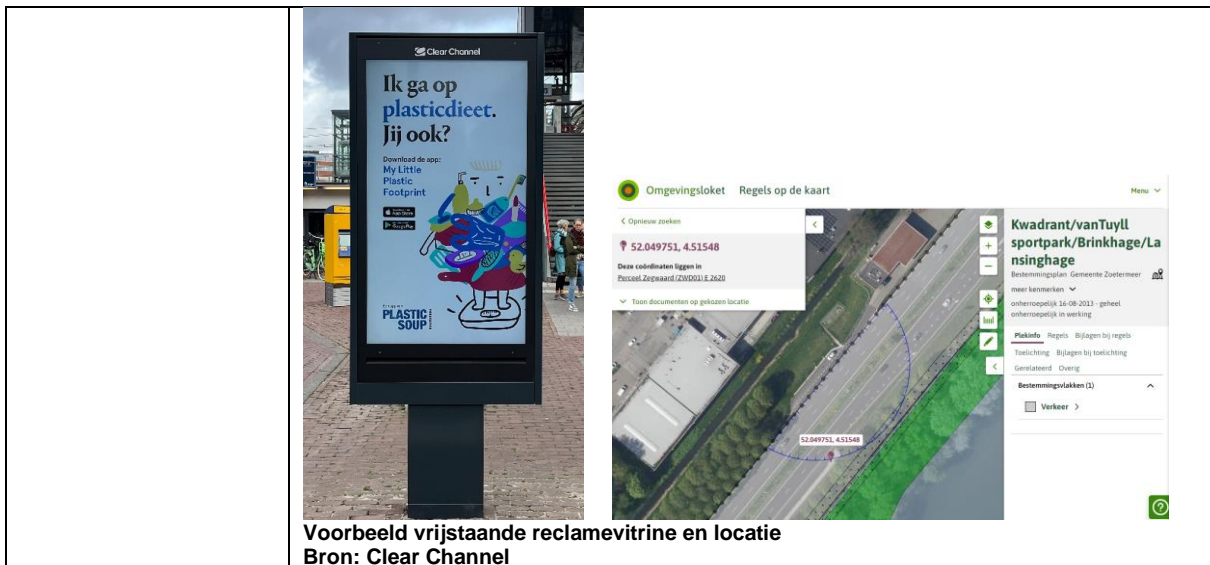 Clear Channel
Ik ga op
plasticdieet.
Jij ook?
Download de app:
My Little
Plastic
Footprint
App Store
Google Play
PLASTIC
SOUP
Omgevingsloket Regels op de kaart
Menu
Opnieuw zoeken
52.049751, 4.51548
Deze coördinaten liggen in
Perceel Zegwaard (ZWD01) E 2620
Toon documenten op gekozen locatie
52.049751, 4.51548
Kwadrant/vanTuyll
sportpark/Brinkhage/La
nsinghage
Bestemmingsplan Gemeente Zoetermeer
meer kenmerken
onherroepelijk 16-08-2013 - geheel
onherroepelijk in werking
Plekinfo Regels Bijlagen bij regels
Toelichting Bijlagen bij toelichting
Gerelateerd Overig
Bestemmingsvlakken (1)
Verkeer
Voorbeeld vrijstaande reclamevitrine en locatie
Bron: Clear Channel